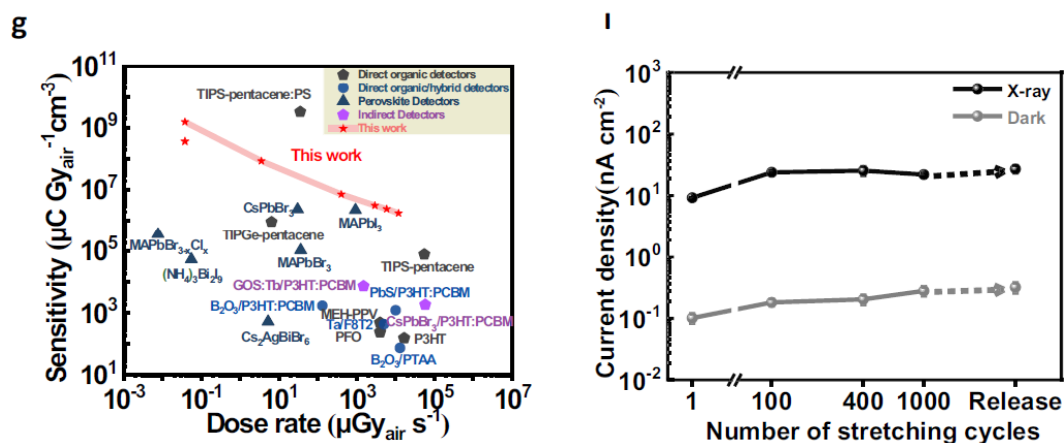 g
Sensitivity (µC Gyair-1cm-3)
10^11
10^9
10^7
10^5
10^3
10^1
TIPS-pentacene:PS
Direct organic detectors
Direct organic/hybrid detectors
Perovskite Detectors
Indirect Detectors
This work
This work
CsPbBr3
MAPbI3
TIPGe-pentacene
MAPbBr3-xClx
MAPbBr3
(NH4)3Bi2I9
TIPS-pentacene
GOS:Tb/P3HT:PCBM
PbS/P3HT:PCBM
B2O3/P3HT:PCBM
MEH-PPV
Ta/F8T2
CsPbBr3/P3HT:PCBM
Cs2AgBiBr6
PFO
P3HT
B2O3/PTAA
10^-3 10^-1 10^1 10^3 10^5 10^7
Dose rate (µGyair s-1)
Current density(nA cm-2)
10^3
10^2
10^1
10^0
10^-1
10^-2
X-ray
Dark
1 100 400 1000 Release
Number of stretching cycles